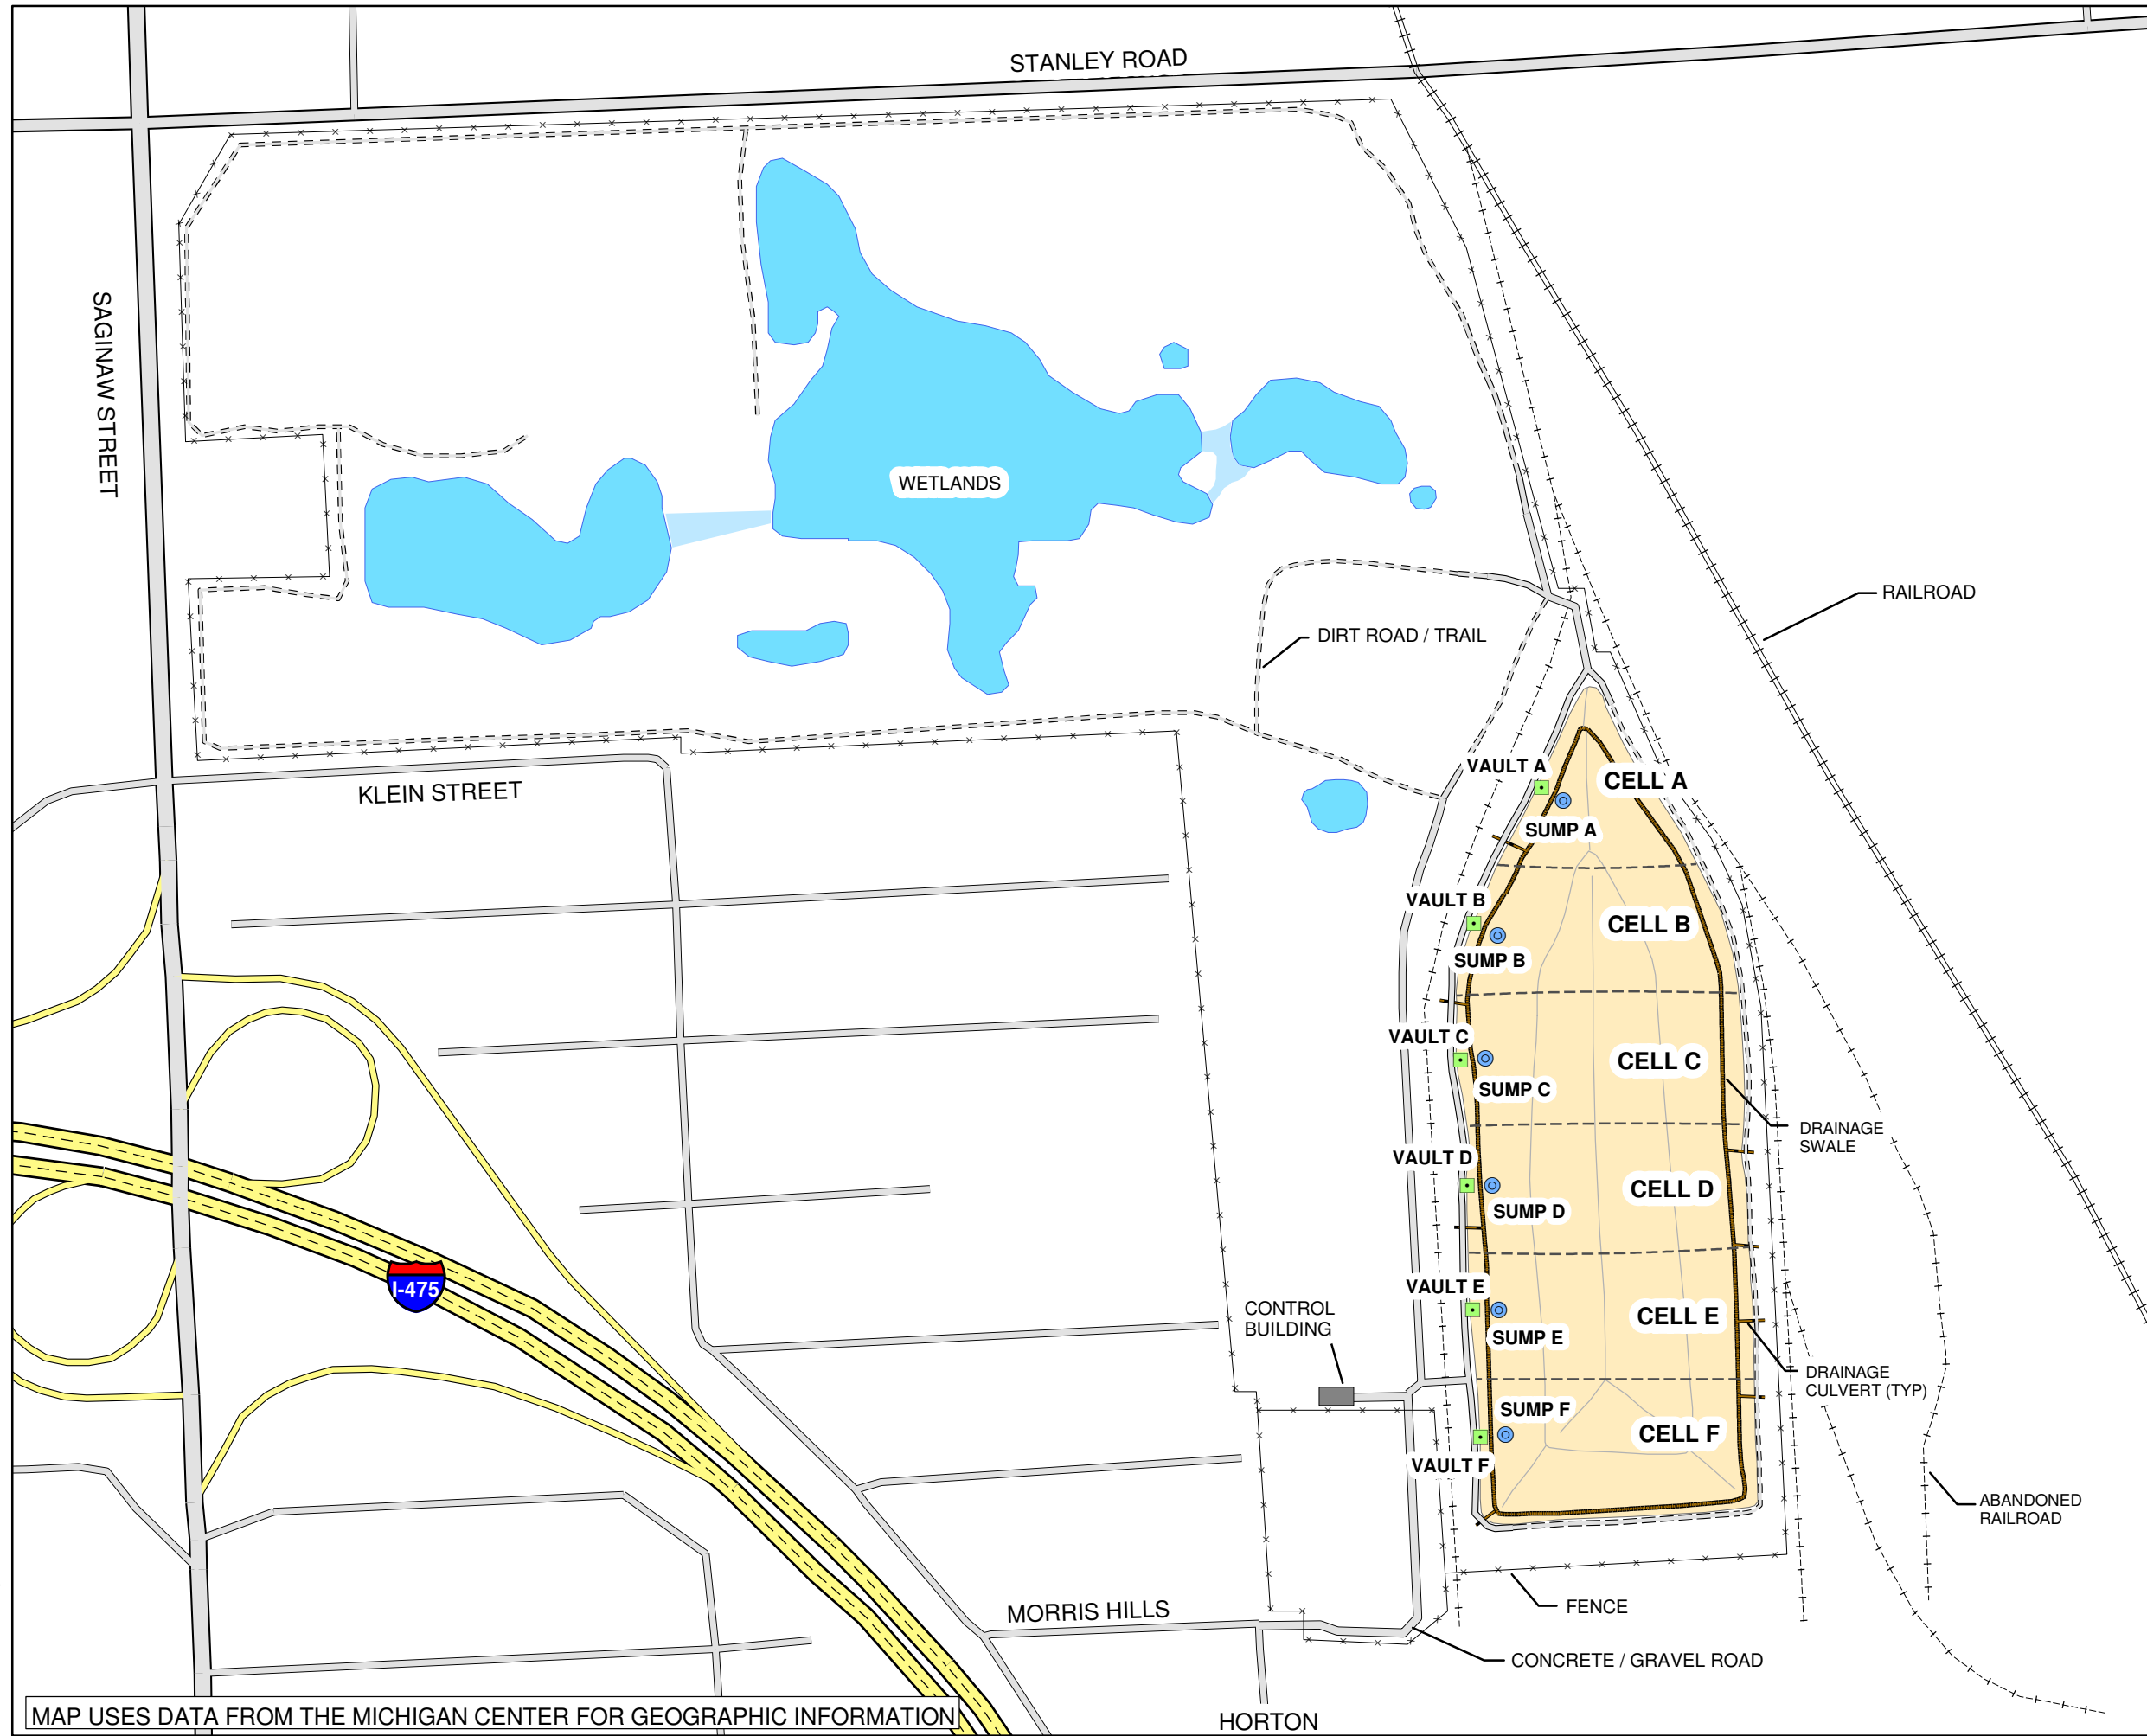 STANLEY ROAD
SAGINAW STREET
WETLANDS
RAILROAD
DIRT ROAD / TRAIL
KLEIN STREET
VAULT A
CELL A
SUMP A
VAULT B
CELL B
SUMP B
VAULT C
CELL C
SUMP C
DRAINAGE
SWALE
VAULT D
CELL D
SUMP D
I-475
VAULT E
CELL E
SUMP E
CONTROL
BUILDING
DRAINAGE
CULVERT (TYP)
SUMP F
CELL F
VAULT F
ABANDONED
RAILROAD
MORRIS HILLS
FENCE
CONCRETE / GRAVEL ROAD
MAP USES DATA FROM THE MICHIGAN CENTER FOR GEOGRAPHIC INFORMATION
HORTON